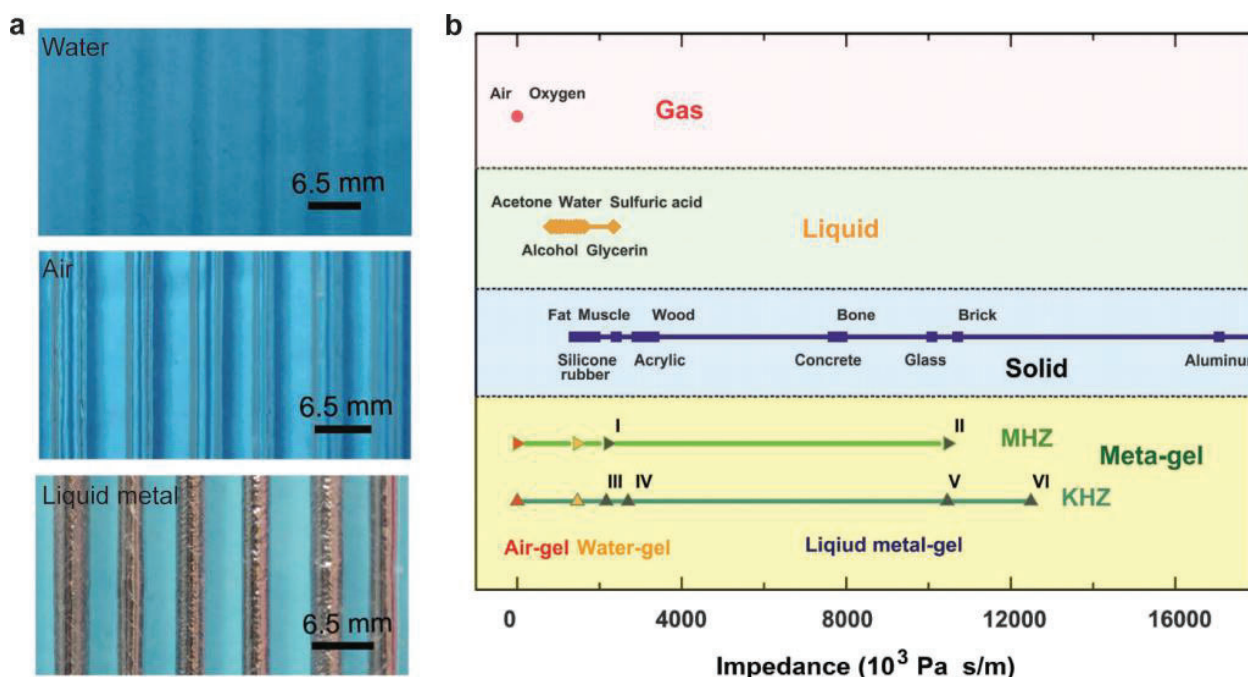 a
Water
6.5 mm
Air
6.5 mm
Liquid metal
6.5 mm
b
Air Oxygen
Gas
Acetone Water Sulfuric acid
Liquid
Alcohol Glycerin
Fat Muscle Wood Bone Brick
Silicone rubber Acrylic Concrete Glass Aluminum
Solid
I II
MHZ
Meta-gel
III IV V VI
KHZ
Air-gel Water-gel Liqiud metal-gel
0 4000 8000 12000 16000
Impedance (10³ Pa s/m)